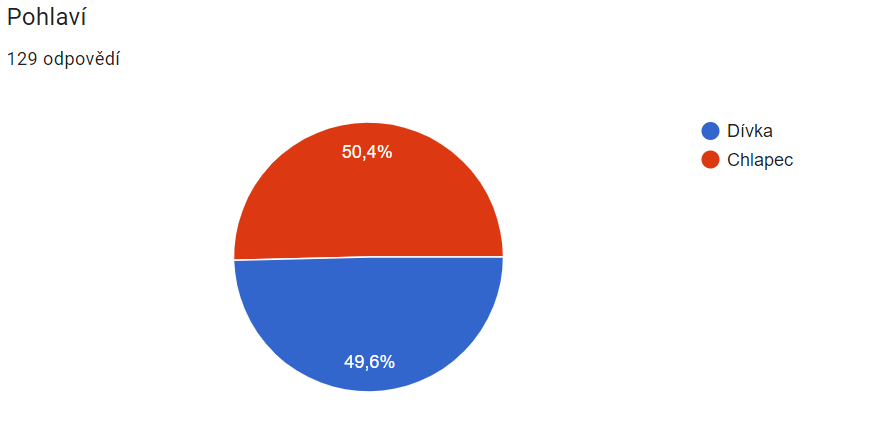 Pohlaví
129 odpovědí
50,4%
49,6%
Dívka
Chlapec